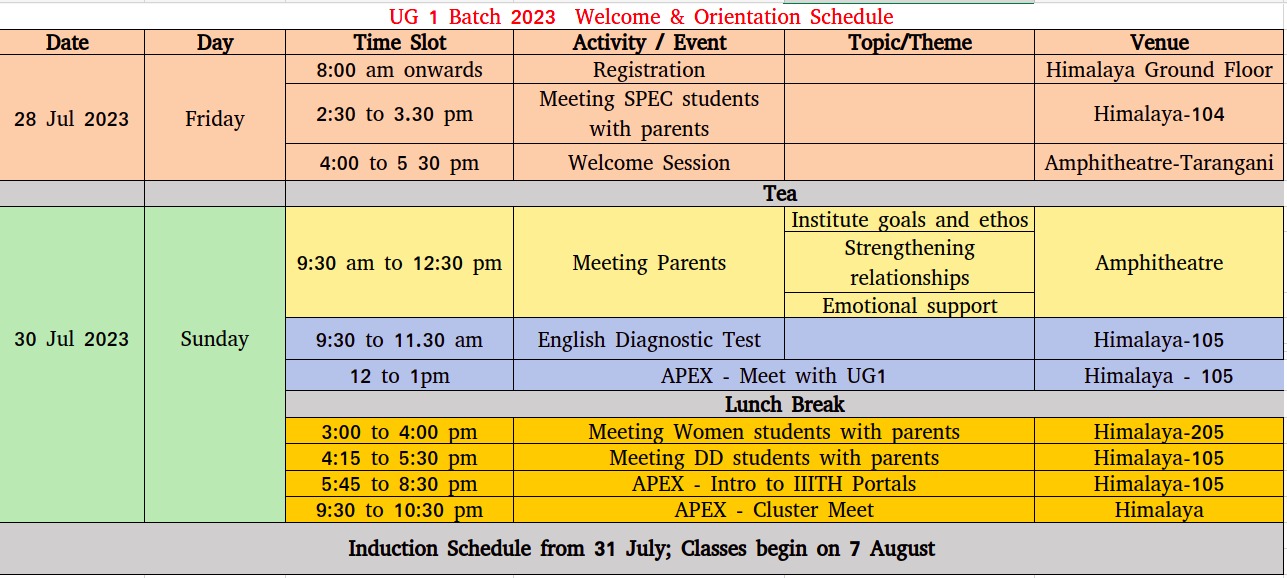 UG 1 Batch 2023 Welcome & Orientation Schedule
Date Day Time Slot Activity / Event Topic/Theme Venue
28 Jul 2023 Friday
8:00 am onwards Registration Himalaya Ground Floor
2:30 to 3.30 pm Meeting SPEC students
with parents Himalaya-104
4:00 to 5 30 pm Welcome Session Amphitheatre-Tarangani
Tea
30 Jul 2023 Sunday
9:30 am to 12:30 pm Meeting Parents Institute goals and ethos
Strengthening
relationships
Emotional support
Amphitheatre
9:30 to 11.30 am English Diagnostic Test Himalaya-105
12 to 1pm APEX - Meet with UG1 Himalaya - 105
Lunch Break
3:00 to 4:00 pm Meeting Women students with parents Himalaya-205
4:15 to 5:30 pm Meeting DD students with parents Himalaya-105
5:45 to 8:30 pm APEX - Intro to IIITH Portals Himalaya-105
9:30 to 10:30 pm APEX - Cluster Meet Himalaya
Induction Schedule from 31 July; Classes begin on 7 August